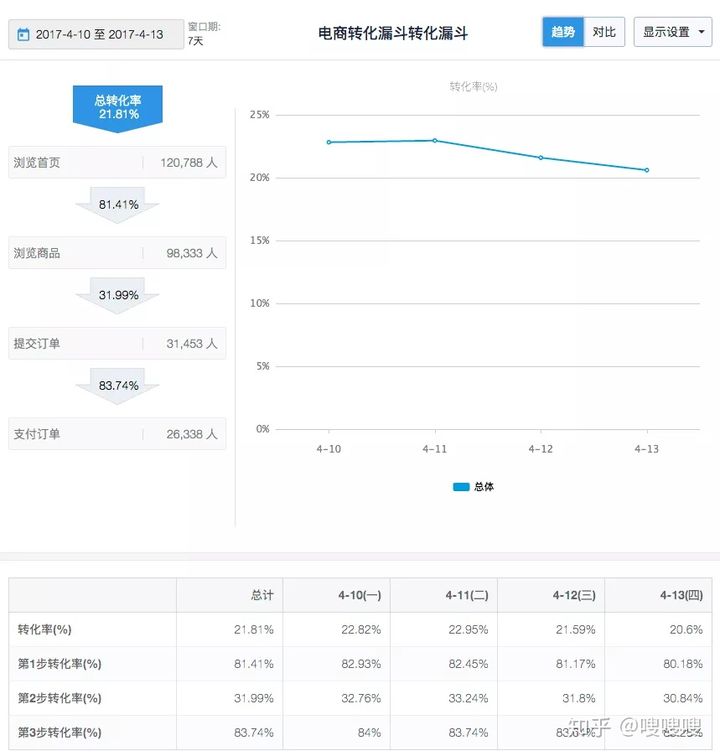 2017-4-10 至 2017-4-13
窗口期:
7天
电商转化漏斗转化漏斗
趋势 对比 显示设置
总转化率
21.81%
浏览首页 120,788 人
81.41%
浏览商品 98,333 人
31.99%
提交订单 31,453 人
83.74%
支付订单 26,338 人
转化率(%)
25%
20%
15%
10%
5%
0%
4-10 4-11 4-12 4-13
总体
总计 4-10(一) 4-11(二) 4-12(三) 4-13(四)
转化率(%) 21.81% 22.82% 22.95% 21.59% 20.6%
第1步转化率(%) 81.41% 82.93% 82.45% 81.17% 80.18%
第2步转化率(%) 31.99% 32.76% 33.24% 31.8% 30.84%
第3步转化率(%) 83.74% 84% 83.74% 83.64%
知乎 @嗖嗖嗖